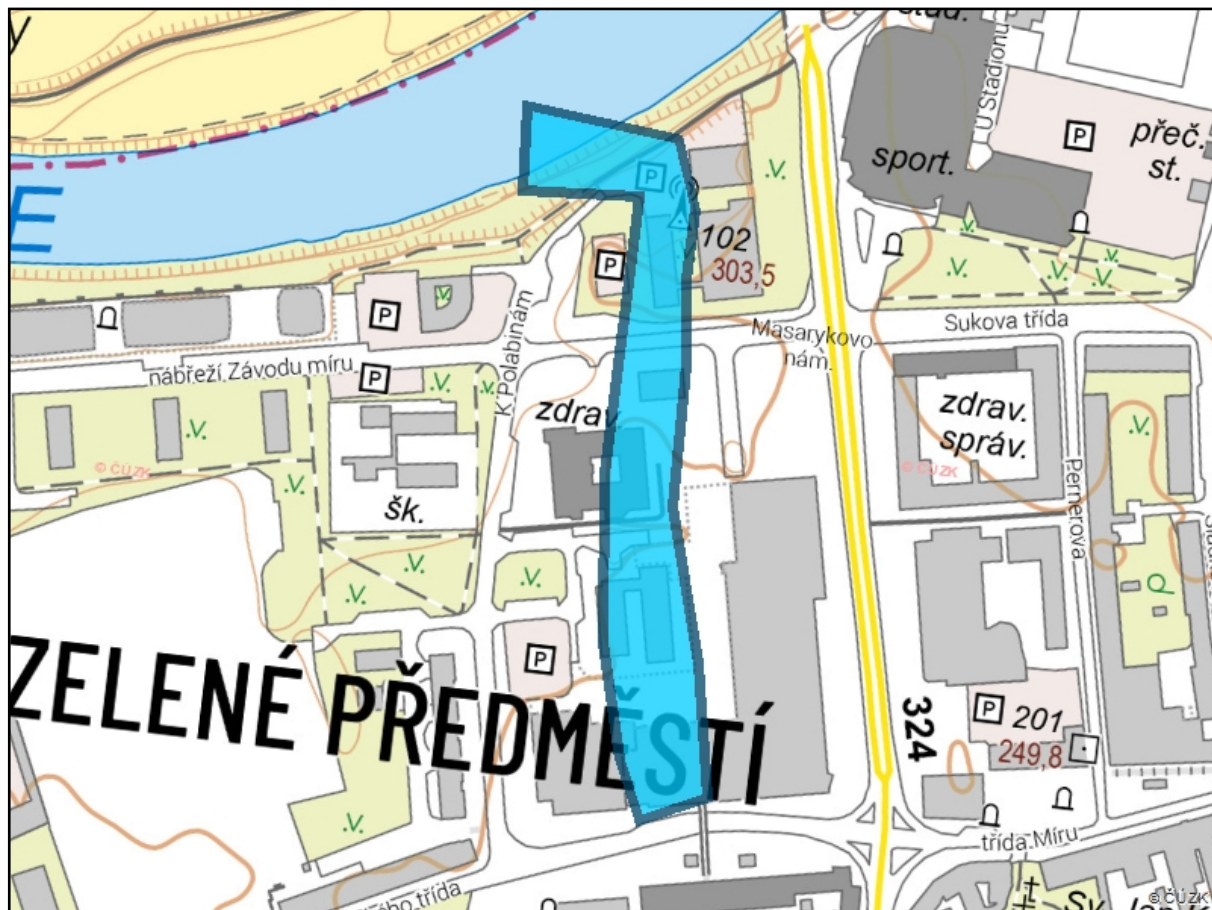 stad.
U Stadionu
P
přeč.
st.
sport.
.V.
P
E
102
303,5
P
.V.
.V.
.V.
.V.
P
.V.
K Polabinám
Masarykovo
nám.
Sukova třída
nábřeží Závodu míru
P
.V.
.V.
zdrav.
zdrav.
správ.
.V.
.V.
© ČÚZK
© ČÚZK
šk.
.V.
Pernerova
.V.
.V.
.V.
P
ZELENÉ PŘEDMĚSTÍ
324
P
201
249,8
.V.
třída Míru
© ČÚZK